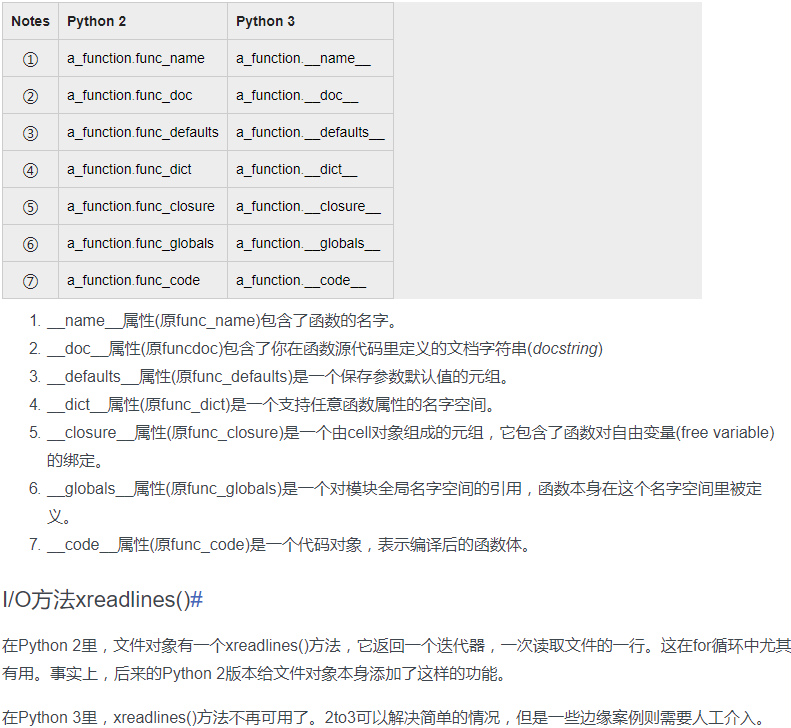 Notes Python 2 Python 3
① a_function.func_name a_function.__name__
② a_function.func_doc a_function.__doc__
③ a_function.func_defaults a_function.__defaults__
④ a_function.func_dict a_function.__dict__
⑤ a_function.func_closure a_function.__closure__
⑥ a_function.func_globals a_function.__globals__
⑦ a_function.func_code a_function.__code__
1. __name__属性(原func_name)包含了函数的名字。
2. __doc__属性(原funcdoc)包含了你在函数源代码里定义的文档字符串(docstring)
3. __defaults__属性(原func_defaults)是一个保存参数默认值的元组。
4. __dict__属性(原func_dict)是一个支持任意函数属性的名字空间。
5. __closure__属性(原func_closure)是一个由cell对象组成的元组，它包含了函数对自由变量(free variable)
的绑定。
6. __globals__属性(原func_globals)是一个对模块全局名字空间的引用，函数本身在这个名字空间里被定
义。
7. __code__属性(原func_code)是一个代码对象，表示编译后的函数体。
I/O方法xreadlines()#
在Python 2里，文件对象有一个xreadlines()方法，它返回一个迭代器，一次读取文件的一行。这在for循环中尤其
有用。事实上，后来的Python 2版本给文件对象本身添加了这样的功能。
在Python 3里，xreadlines()方法不再可用了。2to3可以解决简单的情况，但是一些边缘案例则需要人工介入。